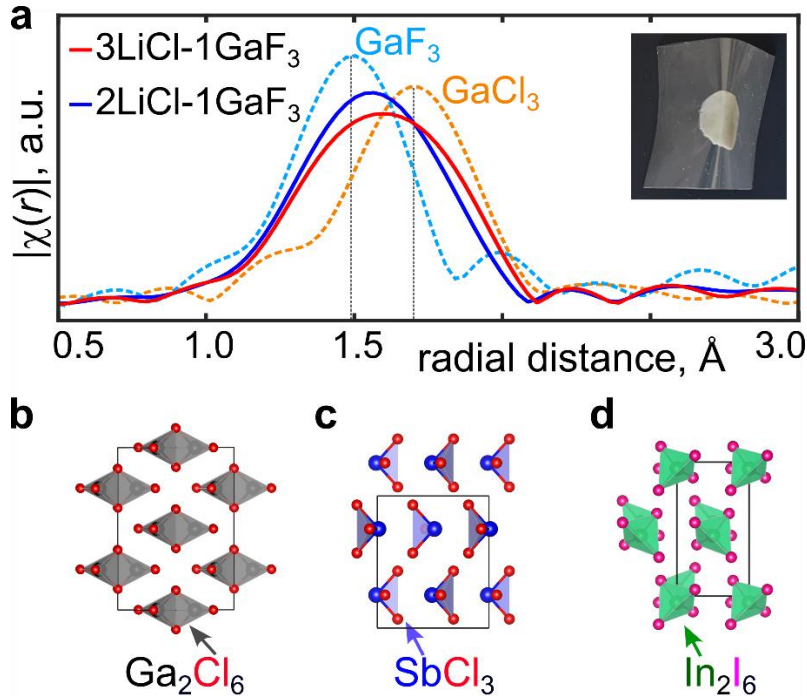 a
3LiCl-1GaF₃
2LiCl-1GaF₃
GaF₃
GaCl₃
|χ(r)|, a.u.
0.5 1.0 1.5 3.0
radial distance, Å
b c d
Ga₂Cl₆
SbCl₃
In₂I₆